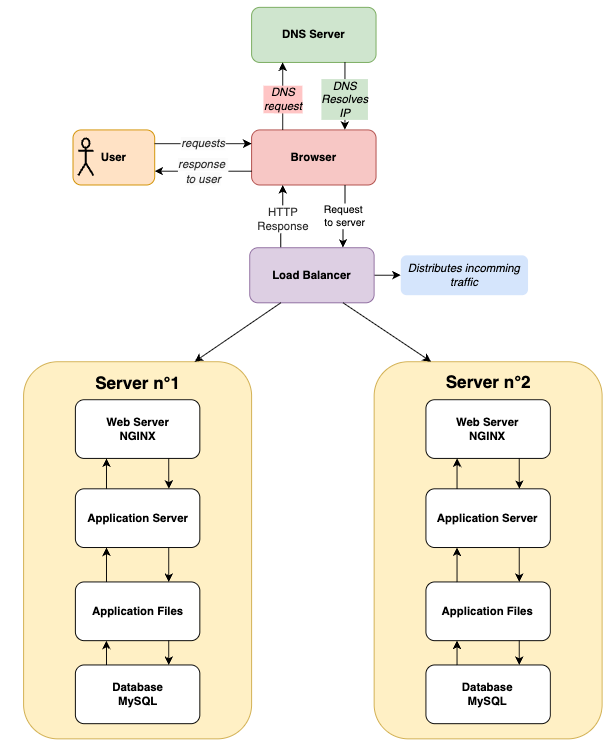 DNS Server
DNS
request
DNS
Resolves
IP
User
requests
response
to user
Browser
HTTP
Response
Request
to server
Load Balancer
Distributes incomming
traffic
Server n°1
Web Server
NGINX
Application Server
Application Files
Database
MySQL
Server n°2
Web Server
NGINX
Application Server
Application Files
Database
MySQL